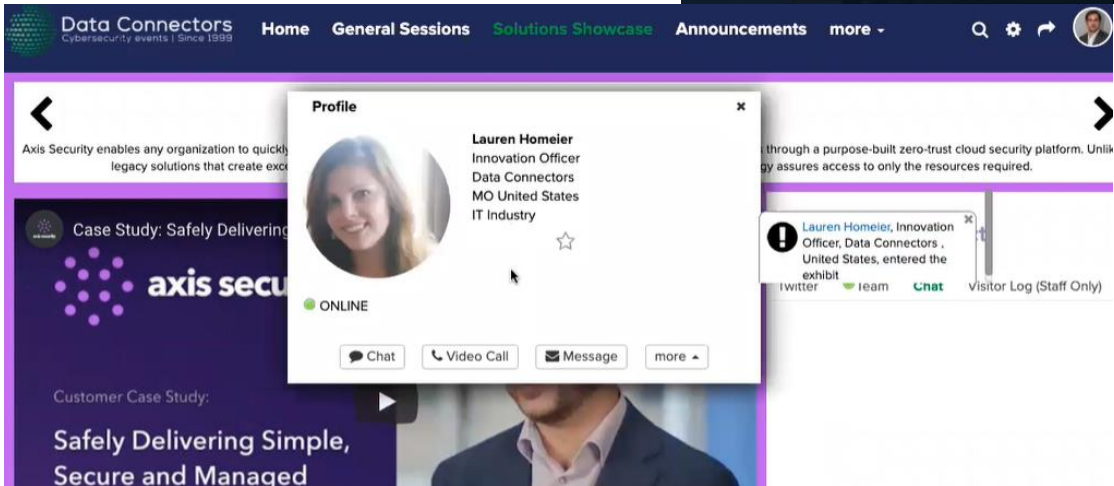 Data Connectors
Cybersecurity events | Since 1999
Home General Sessions Solutions Showcase Announcements more
Axis Security enables any organization to quickly
through a purpose-built zero-trust cloud security platform. Unlik
legacy solutions that create exce
gy assures access to only the resources required.
Profile
Lauren Homeier
Innovation Officer
Data Connectors
MO United States
IT Industry
ONLINE
Chat Video Call Message more
Lauren Homeier, Innovation
Officer, Data Connectors ,
United States, entered the
exhibit
Twitter Team Chat Visitor Log (Staff Only)
Case Study: Safely Delivering
axis secu
Customer Case Study:
Safely Delivering Simple,
Secure and Managed